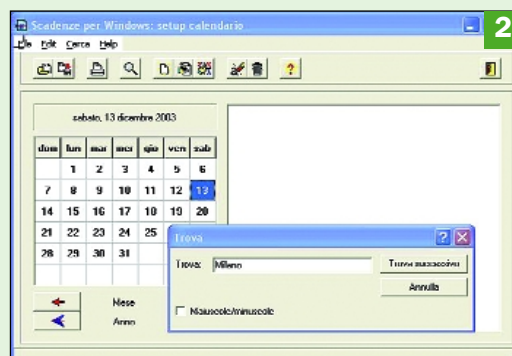 2
Scadenze per Windows: setup calendario
File Edit Cerca Help
sabato, 13 dicembre 2003
dom lun mar mer gio ven sab
1 2 3 4 5 6
7 8 9 10 11 12 13
14 15 16 17 18 19 20
21 22 23 24 25
28 29 30 31
Mese
Anno
Trova
Trova: Milano
Trova successivo
Annulla
Maiuscole/minuscole